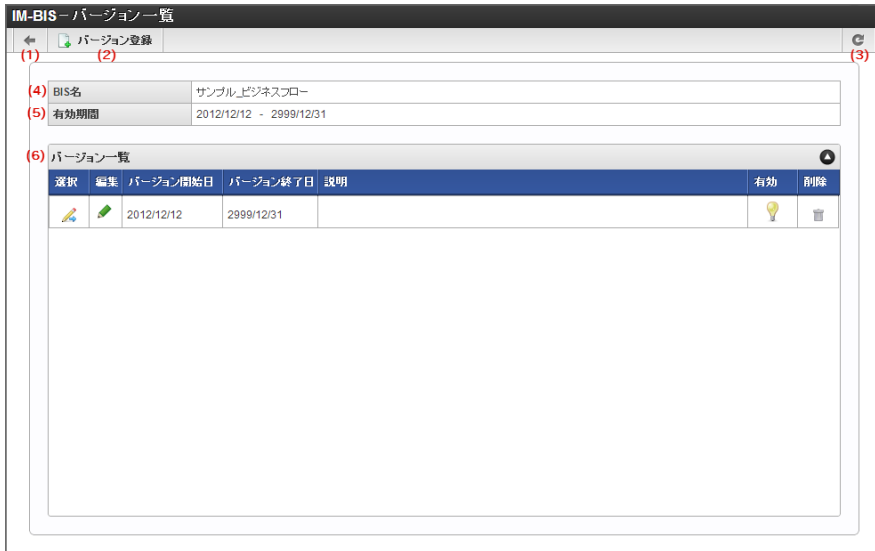 IM-BIS－バージョン一覧
バージョン登録
(1) (2) (3)
(4) BIS名 サンプル_ビジネスフロー
(5) 有効期間 2012/12/12 - 2999/12/31
(6) バージョン一覧
選択 編集 バージョン開始日 バージョン終了日 説明 有効 削除
2012/12/12 2999/12/31